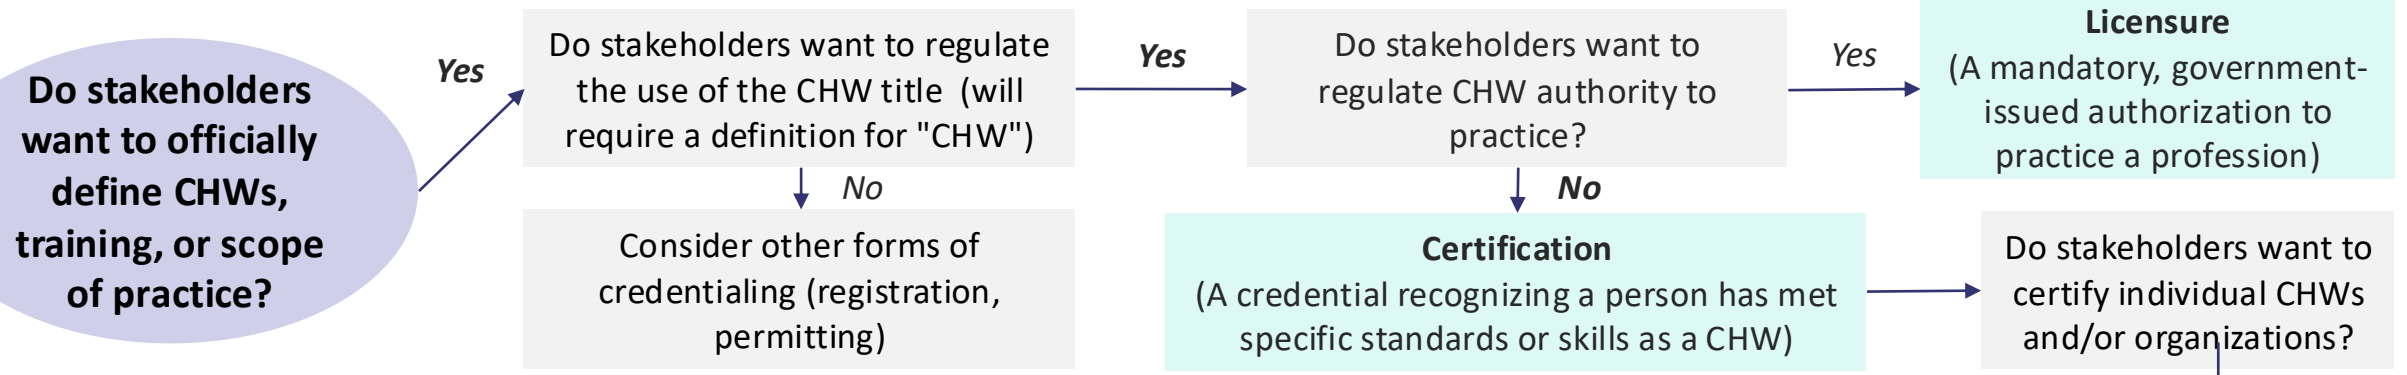 Do stakeholders
want to officially
define CHWs,
training, or scope
of practice?
Yes
Do stakeholders want to regulate
the use of the CHW title (will
require a definition for "CHW")
Yes
Do stakeholders want to
regulate CHW authority to
practice?
Yes
Licensure
(A mandatory, government-
issued authorization to
practice a profession)
No
Consider other forms of
credentialing (registration,
permitting)
No
Certification
(A credential recognizing a person has met
specific standards or skills as a CHW)
Do stakeholders want to
certify individual CHWs
and/or organizations?